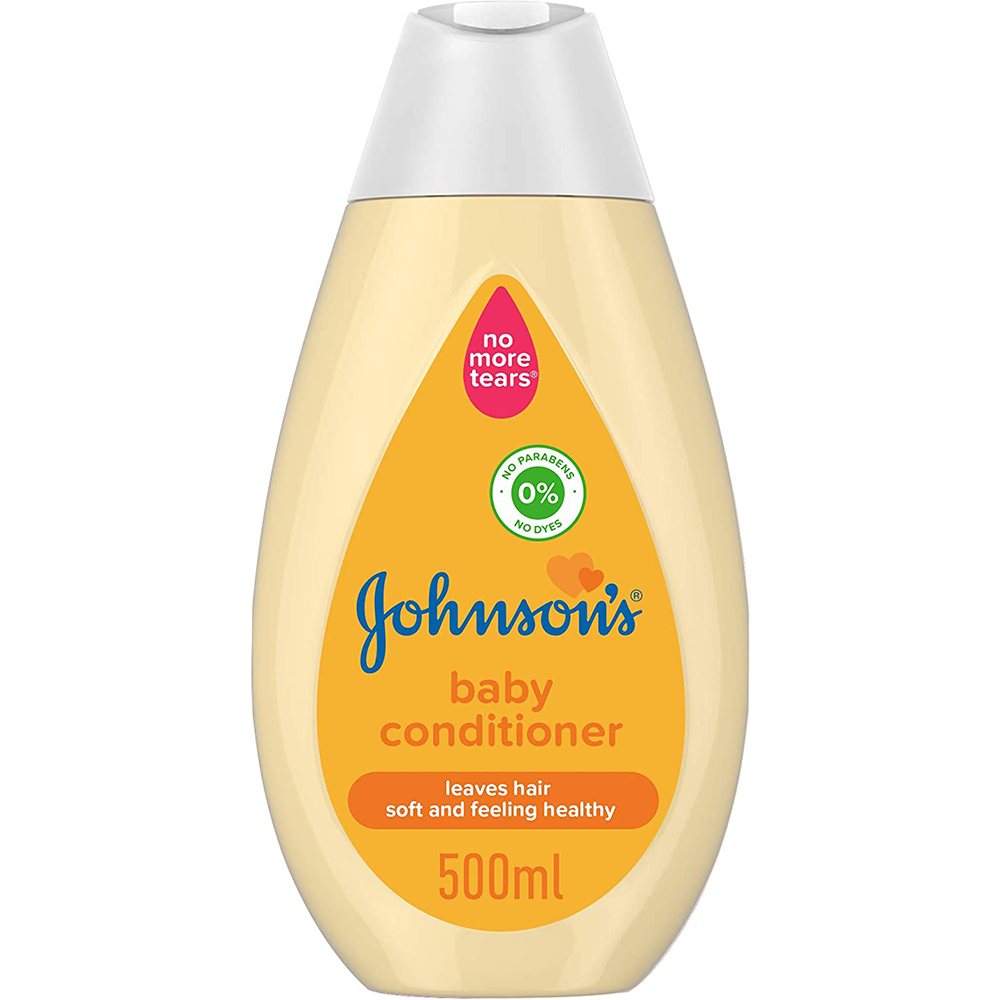 no
more
tears®
NO PARABENS
0%
NO DYES
Johnson's®
baby
conditioner
leaves hair
soft and feeling healthy
500ml